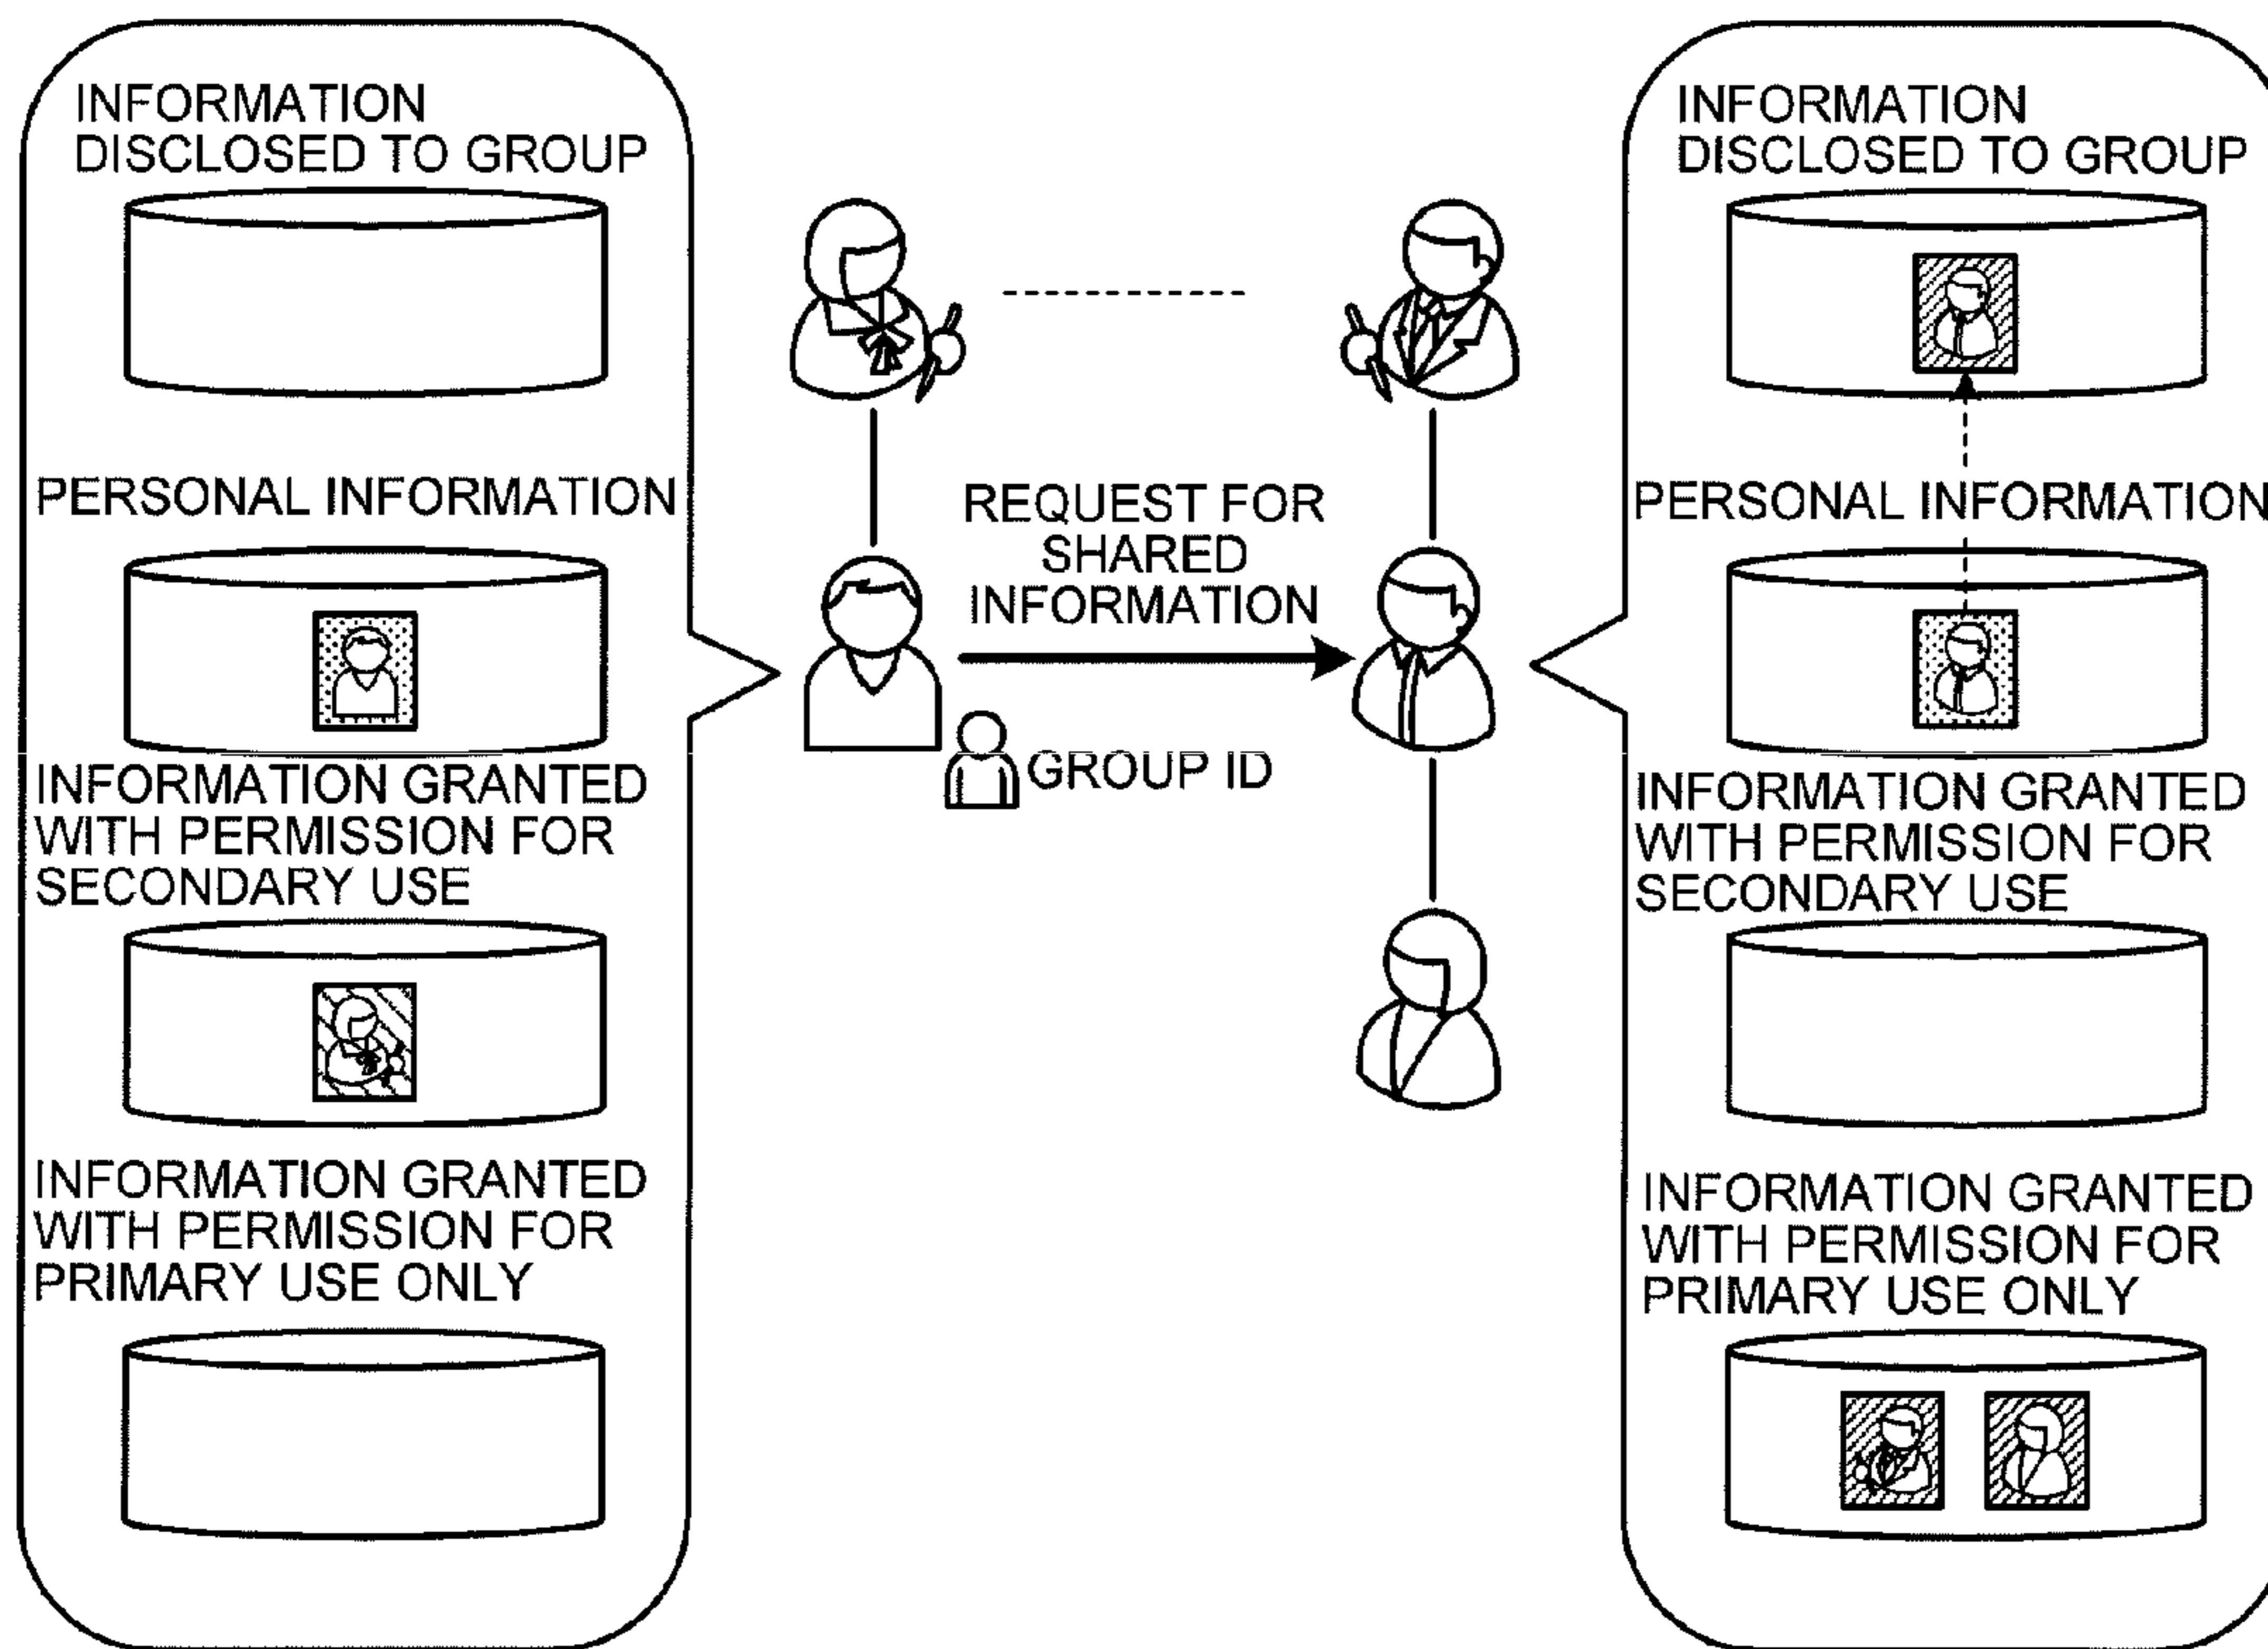 INFORMATION
DISCLOSED TO GROUP
PERSONAL INFORMATION
INFORMATION GRANTED
WITH PERMISSION FOR
SECONDARY USE
INFORMATION GRANTED
WITH PERMISSION FOR
PRIMARY USE ONLY
REQUEST FOR
SHARED
INFORMATION
GROUP ID
INFORMATION
DISCLOSED TO GROUP
PERSONAL INFORMATION
INFORMATION GRANTED
WITH PERMISSION FOR
SECONDARY USE
INFORMATION GRANTED
WITH PERMISSION FOR
PRIMARY USE ONLY